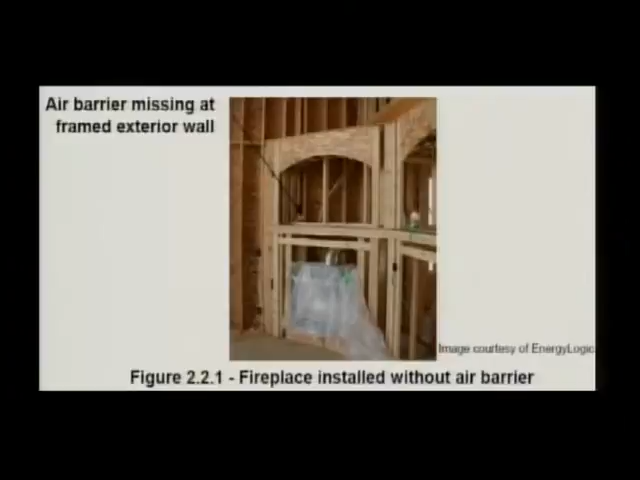 Air barrier missing at
framed exterior wall
Image courtesy of EnergyLogic
Figure 2.2.1 - Fireplace installed without air barrier